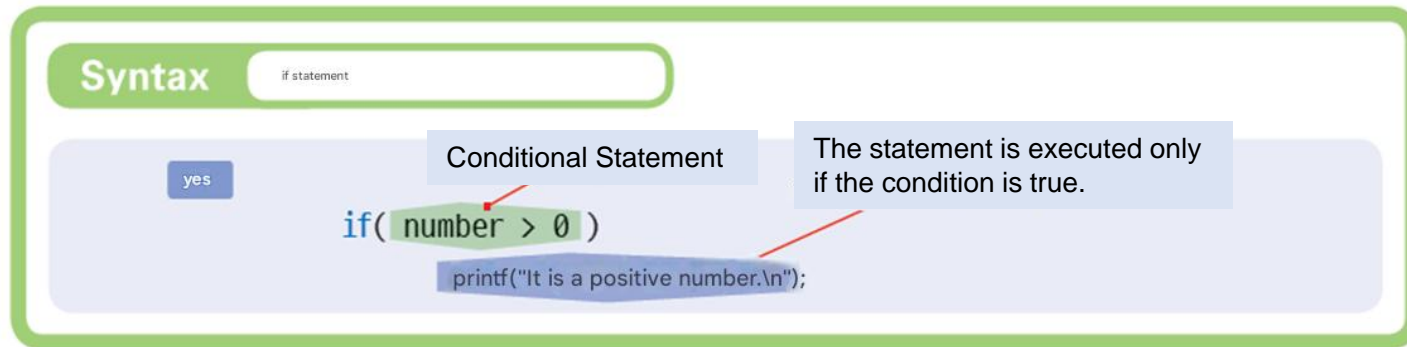 Syntax
if statement
yes
Conditional Statement
The statement is executed only
if the condition is true.
if( number > 0 )
printf("It is a positive number.\n");